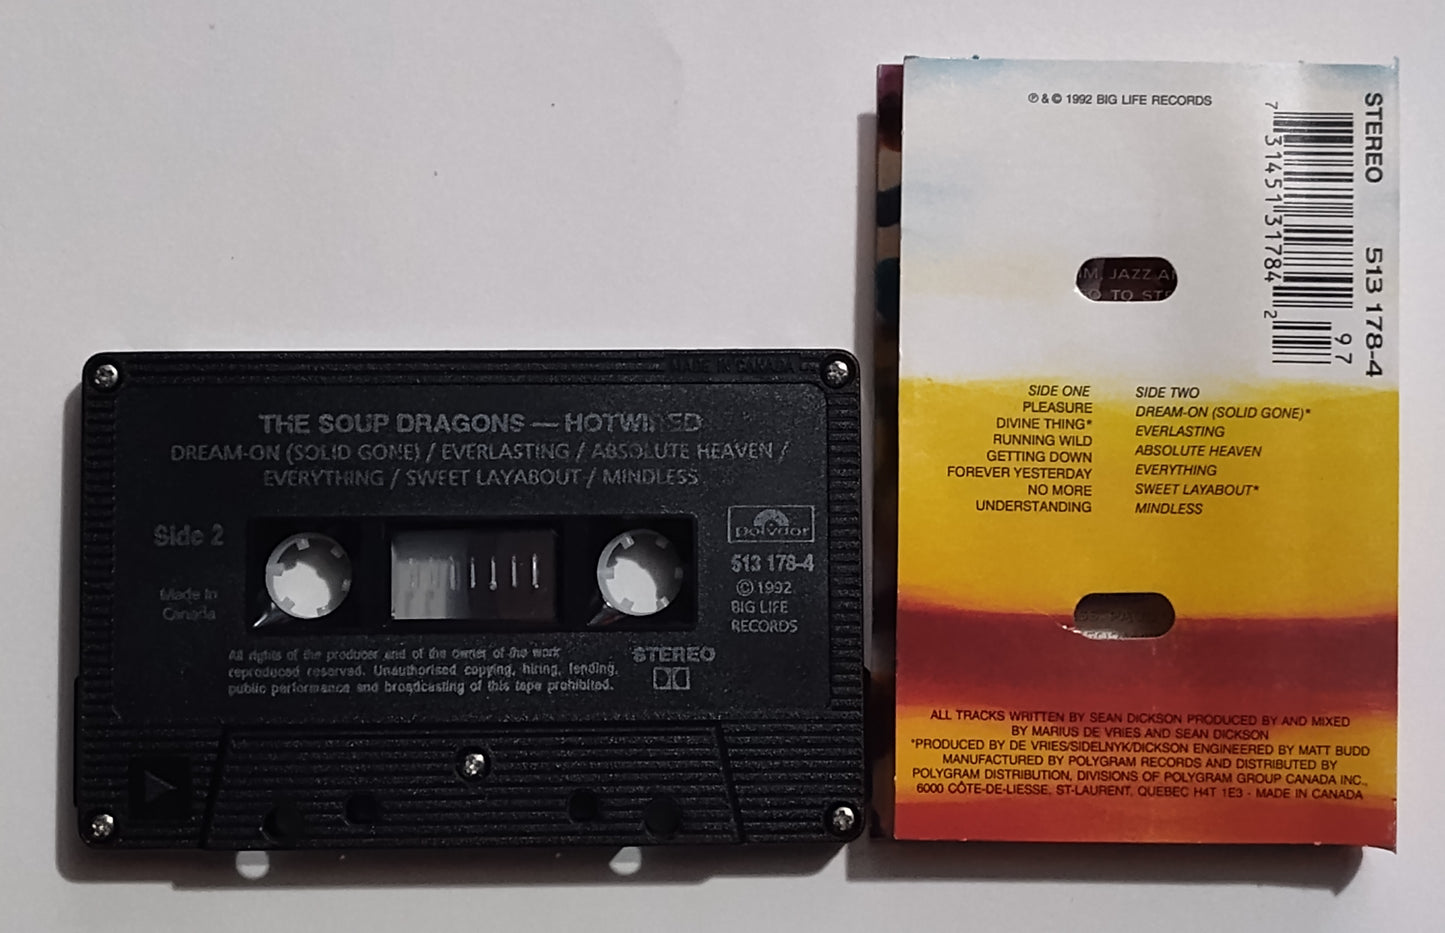 MADE IN CANADA
THE SOUP DRAGONS — HOTWIRED
DREAM-ON (SOLID GONE) / EVERLASTING / ABSOLUTE HEAVEN /
EVERYTHING / SWEET LAYABOUT / MINDLESS
Side 2
Made in
Canada
polydor
513 178-4
© 1992
BIG LIFE
RECORDS
All rights of the producer and of the owner of the work
reproduced reserved. Unauthorised copying, hiring, lending,
public performance and broadcasting of this tape prohibited.
STEREO
℗ & © 1992 BIG LIFE RECORDS
STEREO 513 178-4
7 31451 31784 2
97
JAZZ
TO
SIDE ONE
PLEASURE
DIVINE THING*
RUNNING WILD
GETTING DOWN
FOREVER YESTERDAY
NO MORE
UNDERSTANDING
SIDE TWO
DREAM-ON (SOLID GONE)*
EVERLASTING
ABSOLUTE HEAVEN
EVERYTHING
SWEET LAYABOUT*
MINDLESS
ALL TRACKS WRITTEN BY SEAN DICKSON PRODUCED BY AND MIXED
BY MARIUS DE VRIES AND SEAN DICKSON
*PRODUCED BY DE VRIES/SIDELNYK/DICKSON ENGINEERED BY MATT BUDD
MANUFACTURED BY POLYGRAM RECORDS AND DISTRIBUTED BY
POLYGRAM DISTRIBUTION, DIVISIONS OF POLYGRAM GROUP CANADA INC.,
6000 CÔTE-DE-LIESSE, ST-LAURENT, QUEBEC H4T 1E3 - MADE IN CANADA